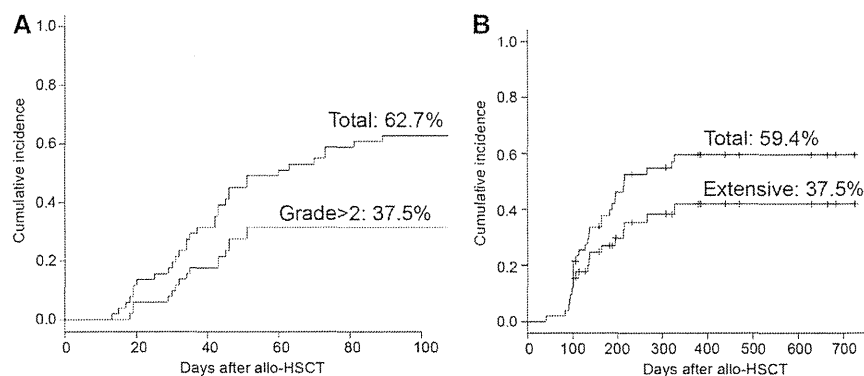 A
Cumulative incidence
1.0
0.8
0.6
0.4
0.2
0.0
Total: 62.7%
Grade>2: 37.5%
0 20 40 60 80 100
Days after allo-HSCT
B
Cumulative incidence
1.0
0.8
0.6
0.4
0.2
0.0
Total: 59.4%
Extensive: 37.5%
0 100 200 300 400 500 600 700
Days after allo-HSCT